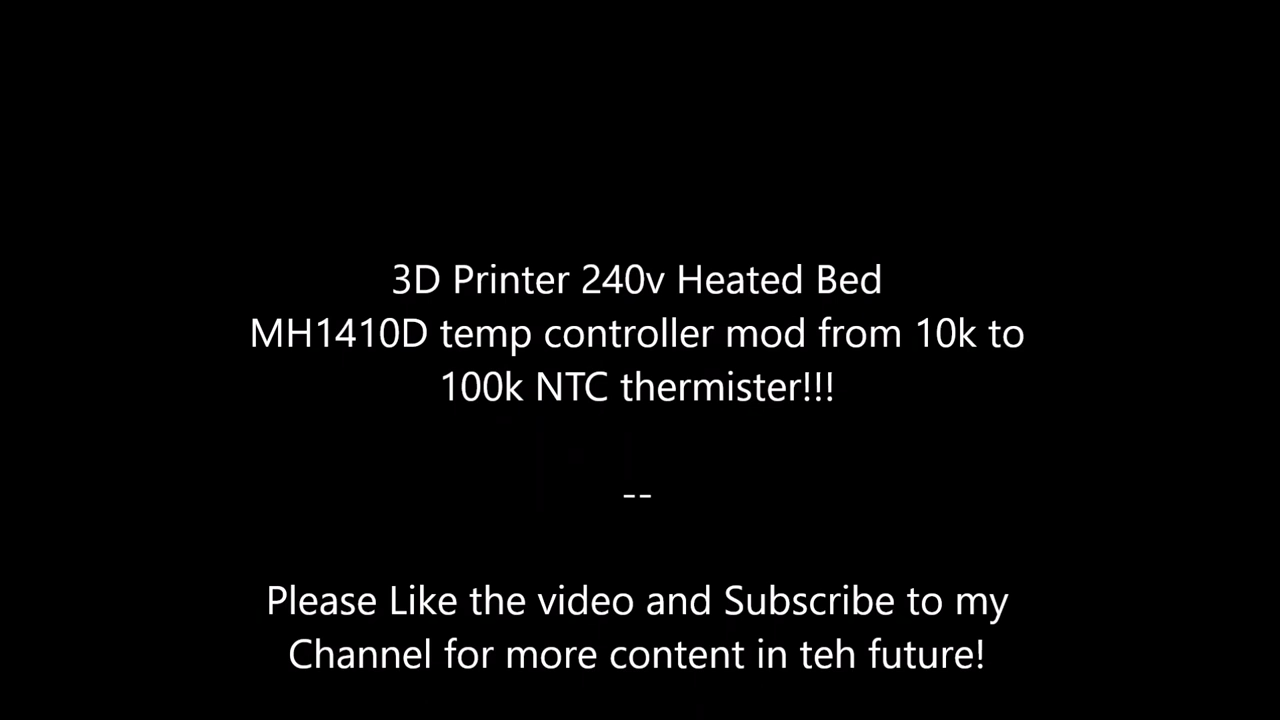 3D Printer 240v Heated Bed
MH1410D temp controller mod from 10k to
100k NTC thermister!!!
--
Please Like the video and Subscribe to my
Channel for more content in teh future!